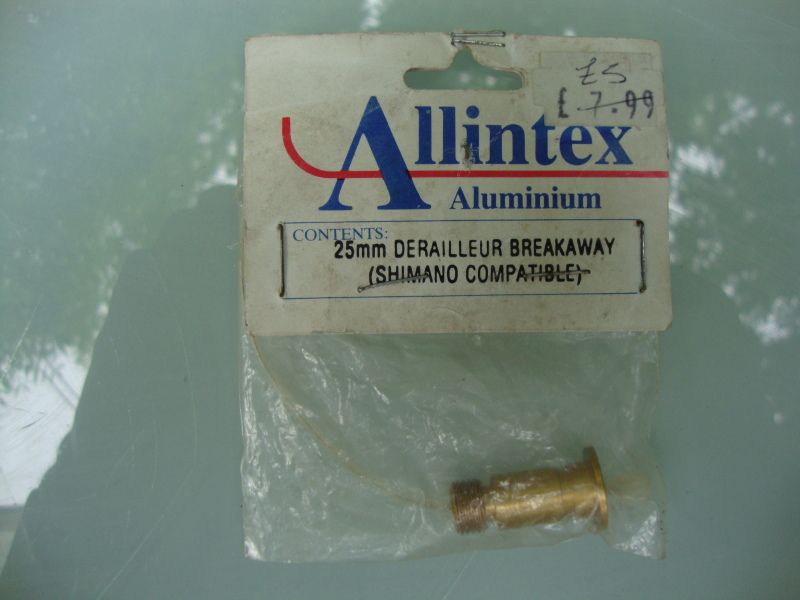 £5
£ 7.99
Allintex
Aluminium
CONTENTS:
25mm DERAILLEUR BREAKAWAY
(SHIMANO COMPATIBLE)